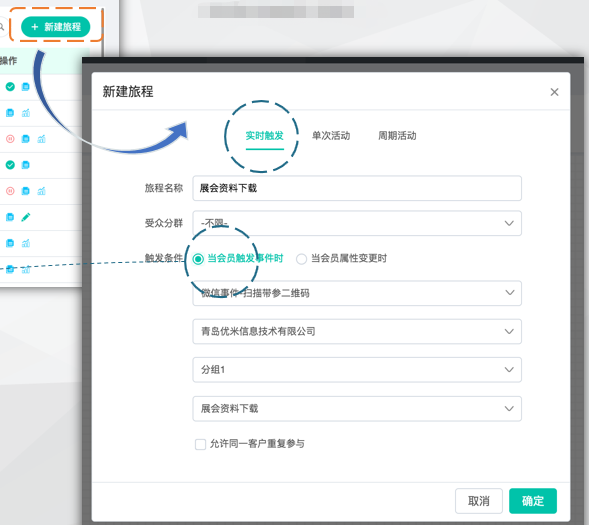 + 新建旅程
操作
新建旅程
实时触发 单次活动 周期活动
旅程名称 展会资料下载
受众分群 -不限-
触发条件 当会员触发事件时 当会员属性变更时
微信事件-扫描带参二维码
青岛优米信息技术有限公司
分组1
展会资料下载
允许同一客户重复参与
取消 确定